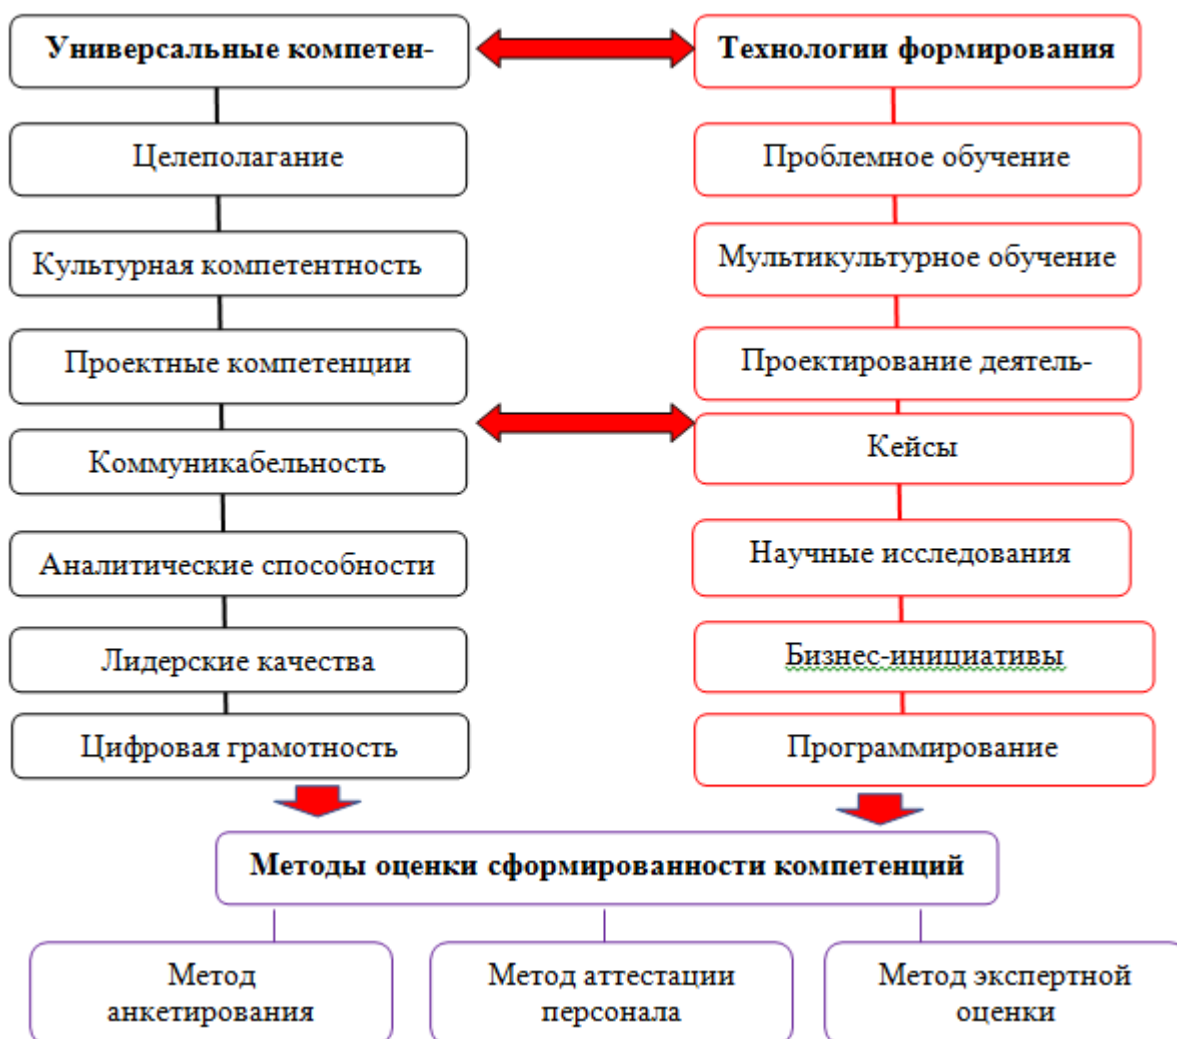 Универсальные компетен-
Целеполагание
Культурная компетентность
Проектные компетенции
Коммуникабельность
Аналитические способности
Лидерские качества
Цифровая грамотность
Технологии формирования
Проблемное обучение
Мультикультурное обучение
Проектирование деятель-
Кейсы
Научные исследования
Бизнес-инициативы
Программирование
Методы оценки сформированности компетенций
Метод
анкетирования
Метод аттестации
персонала
Метод экспертной
оценки